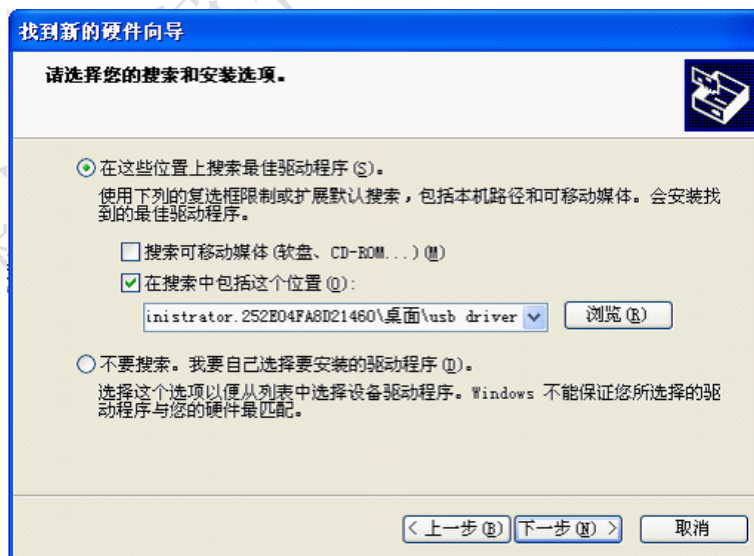 找到新的硬件向导
请选择您的搜索和安装选项。
在这些位置上搜索最佳驱动程序(S)。
使用下列的复选框限制或扩展默认搜索，包括本机路径和可移动媒体。会安装找
到的最佳驱动程序。
搜索可移动媒体(软盘、CD-ROM...)(M)
在搜索中包括这个位置(O):
inistrator.252E04FA8D21460\桌面\usb driver
浏览(R)
不要搜索。我要自己选择要安装的驱动程序(D)。
选择这个选项以便从列表中选择设备驱动程序。Windows 不能保证您所选择的驱
动程序与您的硬件最匹配。
< 上一步(B)
下一步(N) >
取消